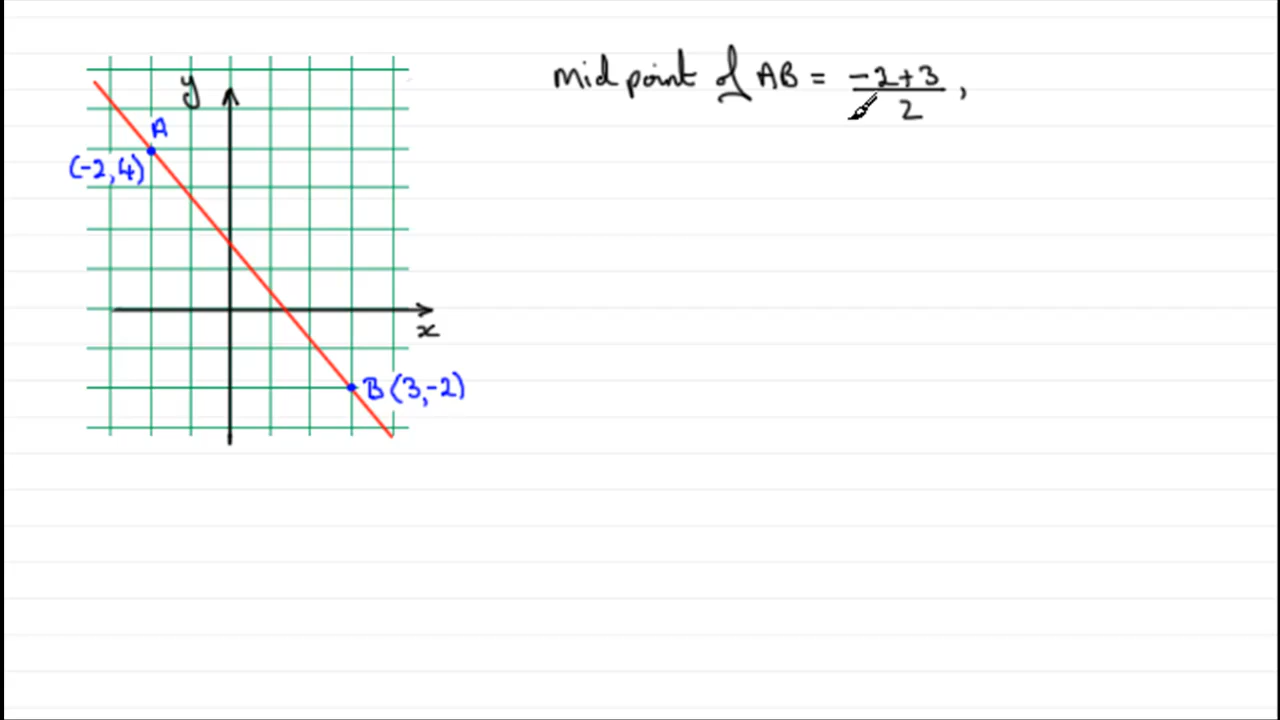 mid point of AB = -2+3 ,
2
y
A
(-2,4)
x
B (3,-2)